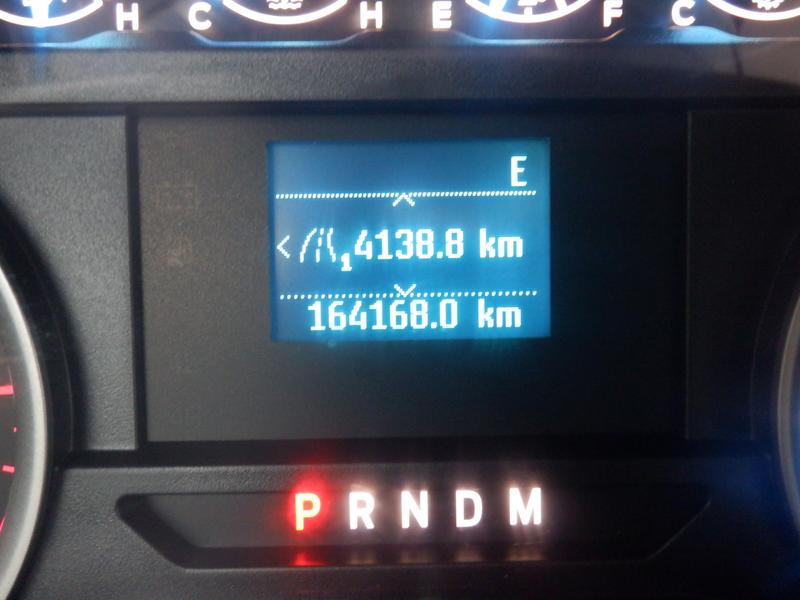 H C H E F C
E
1 4138.8 km
164168.0 km
P R N D M